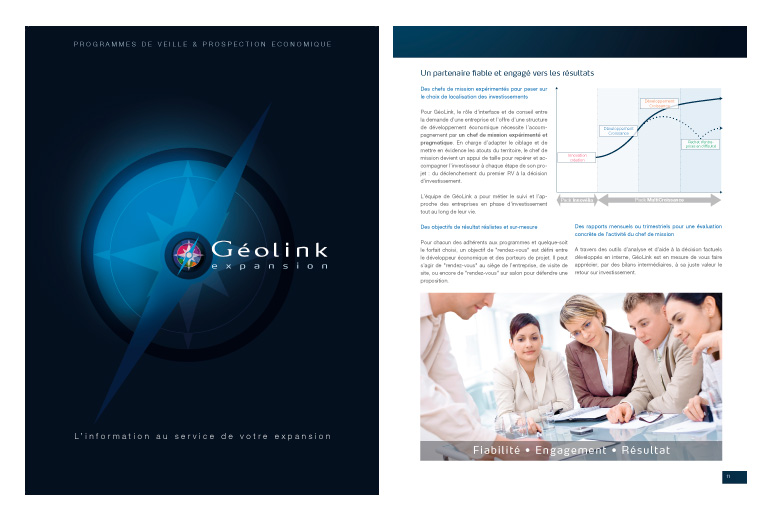 PROGRAMMES DE VEILLE & PROSPECTION ECONOMIQUE
Géolink
expansion
L'information au service de votre expansion
Un partenaire fiable et engagé vers les résultats
Des chefs de mission expérimentés pour peser sur
le choix de localisation des investissements
Pour GéoLink, le rôle d'interface et de conseil entre
la demande d'une entreprise et l'offre d'une structure
de développement économique nécessite l'accom-
pagnement par un chef de mission expérimenté et
pragmatique. En charge d'adapter le ciblage et de
mettre en évidence les atouts du territoire, le chef de
mission devient un appui de taille pour repérer et ac-
compagner l'investisseur à chaque étape de son pro-
jet : du déclenchement du premier RV à la décision
d'investissement.
L'équipe de GéoLink a pour métier le suivi et l'ap-
proche des entreprises en phase d'investissement
tout au long de leur vie.
Développement
Croissance
Développement
Croissance
Innovation
création
Pack Innovéa
Pack MultiCroissance
Des objectifs de résultat réalistes et sur-mesure
Pour chacun des adhérents aux programmes et quelque-soit
le forfait choisi, un objectif de "rendez-vous" est défini entre
le développeur économique et des porteurs de projet. Il peut
s'agir de "rendez-vous" au siège de l'entreprise, de visite de
site, ou encore de "rendez-vous" sur salon pour défendre une
proposition.
Des rapports mensuels ou trimestriels pour une évaluation
concrète de l'activité du chef de mission
A travers des outils d'analyse et d'aide à la décision factuels
développés en interne, GéoLink est en mesure de vous faire
apprécier, par des bilans intermédiaires, à sa juste valeur le
retour sur investissement.
Fiabilité • Engagement • Résultat